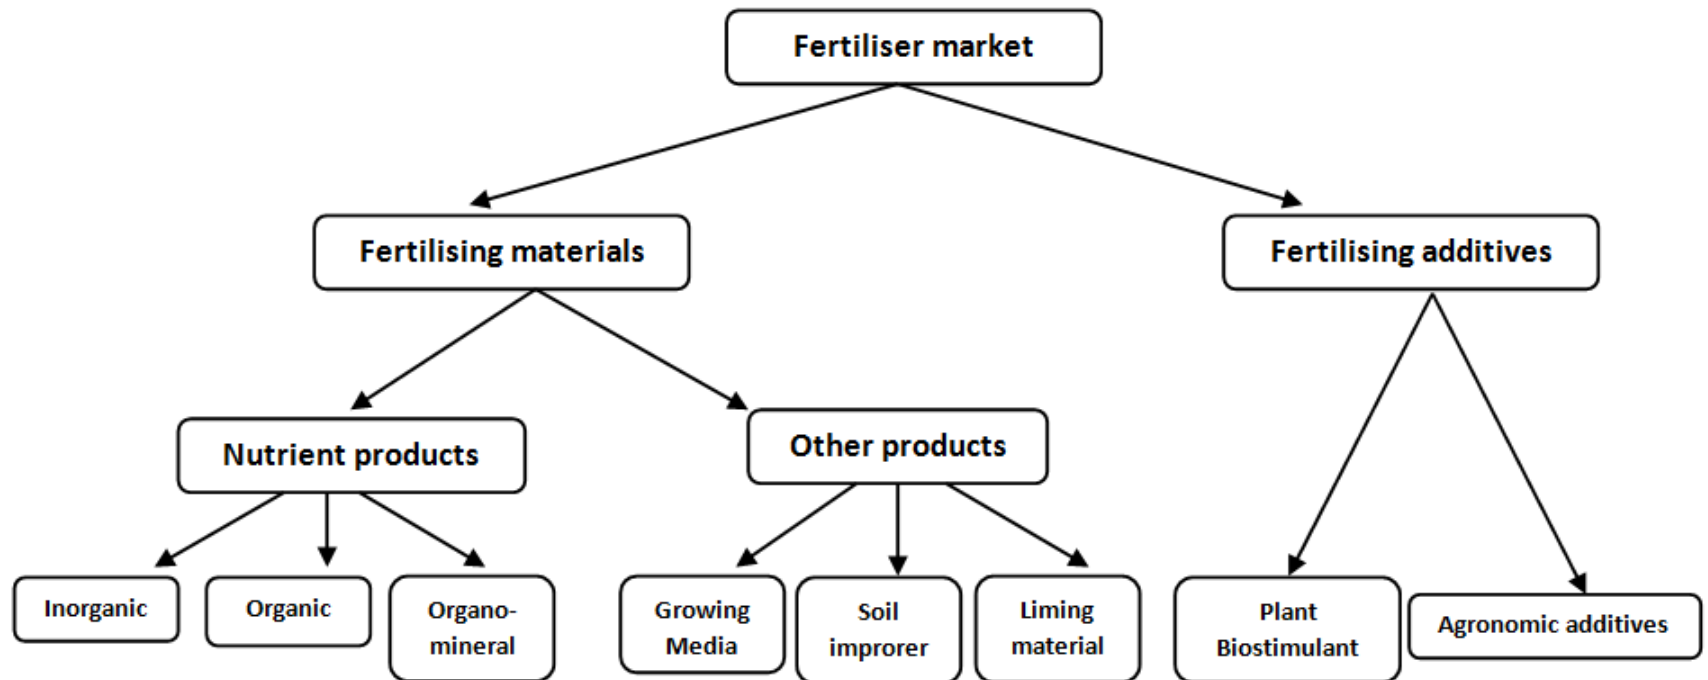 Fertiliser market
Fertilising materials
Fertilising additives
Nutrient products
Other products
Inorganic
Organic
Organo-
mineral
Growing
Media
Soil
improrer
Liming
material
Plant
Biostimulant
Agronomic additives